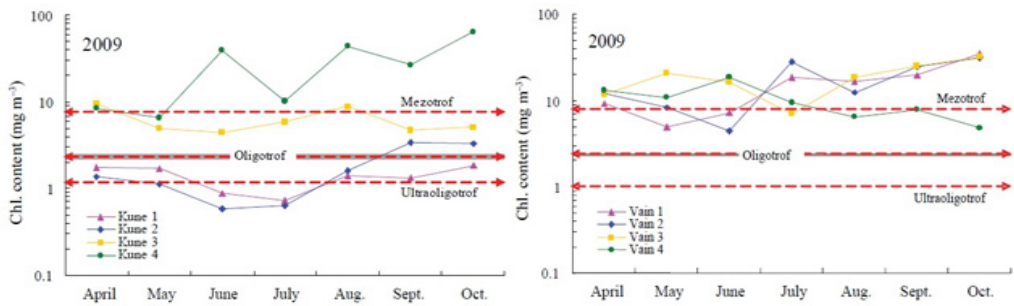 Chl. content (mg m⁻³)
100
10
1
0.1
2009
Mezotrof
Oligotrof
Ultraoligotrof
Kune 1
Kune 2
Kune 3
Kune 4
April May June July Aug. Sept. Oct.
Chl. content (mg m⁻³)
100
10
1
0.1
2009
Mezotrof
Oligotrof
Ultraoligotrof
Vain 1
Vain 2
Vain 3
Vain 4
April May June July Aug. Sept. Oct.